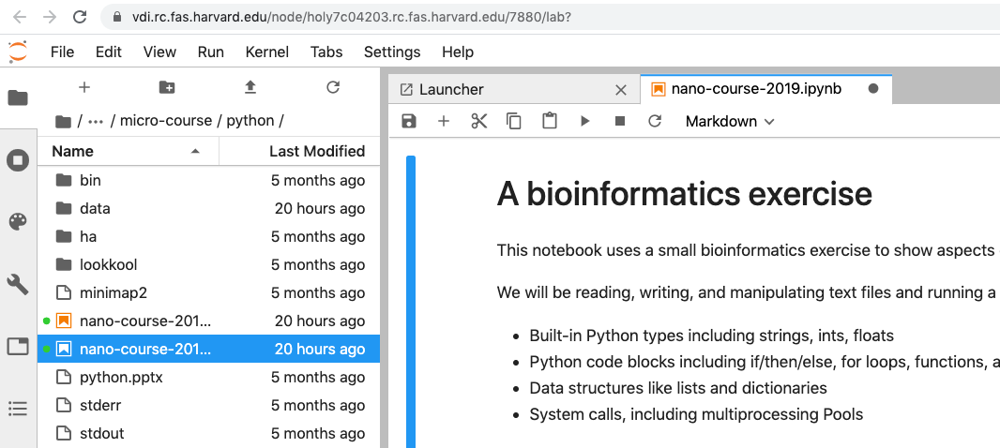 vdi.rc.fas.harvard.edu/node/holy7c04203.rc.fas.harvard.edu/7880/lab?
File Edit View Run Kernel Tabs Settings Help
Launcher
nano-course-2019.ipynb
Markdown
/ ... / micro-course / python /
Name Last Modified
bin 5 months ago
data 20 hours ago
ha 5 months ago
lookkool 5 months ago
minimap2 5 months ago
nano-course-201... 20 hours ago
nano-course-201... 20 hours ago
python.pptx 5 months ago
stderr 5 months ago
stdout 5 months ago
A bioinformatics exercise
This notebook uses a small bioinformatics exercise to show aspects
We will be reading, writing, and manipulating text files and running a
• Built-in Python types including strings, ints, floats
• Python code blocks including if/then/else, for loops, functions,
• Data structures like lists and dictionaries
• System calls, including multiprocessing Pools